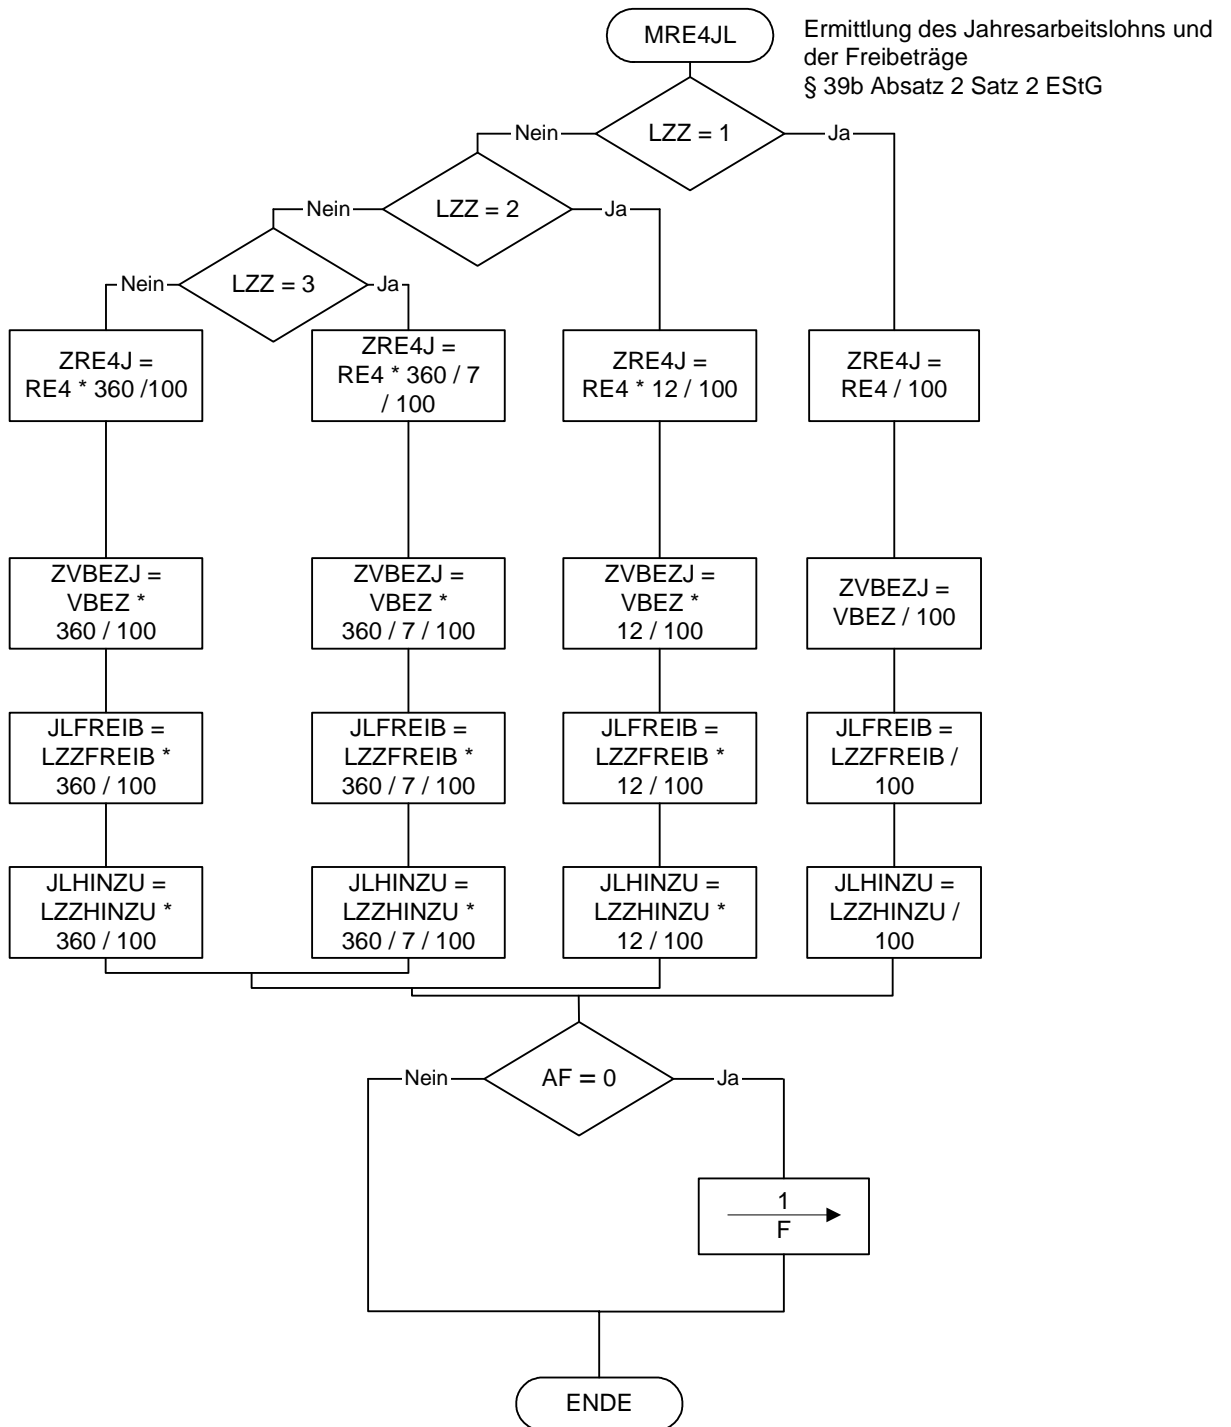 MRE4JL
Ermittlung des Jahresarbeitslohns und
der Freibeträge
§ 39b Absatz 2 Satz 2 EStG
Nein
LZZ = 1
Ja
Nein
LZZ = 2
Ja
Nein
LZZ = 3
Ja
ZRE4J =
RE4 * 360 /100
ZRE4J =
RE4 * 360 / 7
/ 100
ZRE4J =
RE4 * 12 / 100
ZRE4J =
RE4 / 100
ZVBEZJ =
VBEZ *
360 / 100
ZVBEZJ =
VBEZ *
360 / 7 / 100
ZVBEZJ =
VBEZ *
12 / 100
ZVBEZJ =
VBEZ / 100
JLFREIB =
LZZFREIB *
360 / 100
JLFREIB =
LZZFREIB *
360 / 7 / 100
JLFREIB =
LZZFREIB *
12 / 100
JLFREIB =
LZZFREIB /
100
JLHINZU =
LZZHINZU *
360 / 100
JLHINZU =
LZZHINZU *
360 / 7 / 100
JLHINZU =
LZZHINZU *
12 / 100
JLHINZU =
LZZHINZU /
100
Nein
AF = 0
Ja
1
F
ENDE